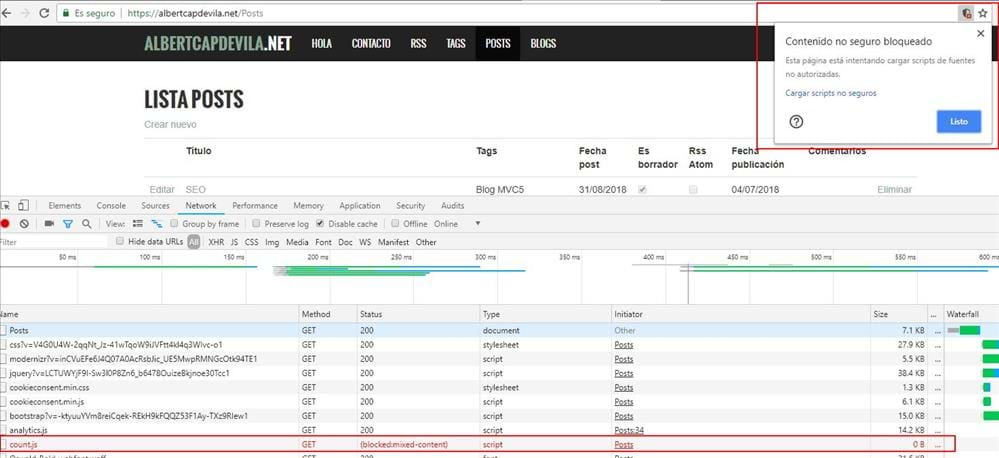 Es seguro https://albertcapdevila.net/Posts
ALBERTCAPDEVILA.NET HOLA CONTACTO RSS TAGS POSTS BLOGS
Contenido no seguro bloqueado
Esta página está intentando cargar scripts de fuentes
no autorizadas.
Cargar scripts no seguros
Listo
LISTA POSTS
Crear nuevo
Título Tags Fecha post Es borrador Rss Atom Fecha publicación Comentarios
Editar SEO Blog MVC5 31/08/2018 04/07/2018 Eliminar
Elements Console Sources Network Performance Memory Application Security Audits
View: Group by frame Preserve log Disable cache Offline Online
Filter Hide data URLs All XHR JS CSS Img Media Font Doc WS Manifest Other
50 ms 100 ms 150 ms 200 ms 250 ms 300 ms 350 ms 400 ms 450 ms 500 ms 550 ms 600 ms
Name Method Status Type Initiator Size ... Waterfall
Posts GET 200 document Other 7.1 KB ...
css?v=V4G0U4W-2qqNt_Jz-41wTqoW9iJVFtt4kl4q3Wlvc-o1 GET 200 stylesheet Posts 27.9 KB ...
modernizr?v=inCVuEFe6J4Q07A0AcRsbJic_UE5MwpRMNGcOtk94TE1 GET 200 script Posts 5.5 KB ...
jquery?v=LCTUWYjF9I-Sw3l0P8Zn6_b6478OuizeBkjnoe30Tcc1 GET 200 script Posts 38.4 KB ...
cookieconsent.min.css GET 200 stylesheet Posts 1.3 KB ...
cookieconsent.min.js GET 200 script Posts 6.1 KB ...
bootstrap?v=-ktyuuYVm8reiCqek-REkH9kFQQZ53F1Ay-TXz9Rlew1 GET 200 script Posts 15.0 KB ...
analytics.js GET 200 script Posts:34 14.2 KB ...
count.js GET (blocked:mixed-content) script Posts 0 B ...